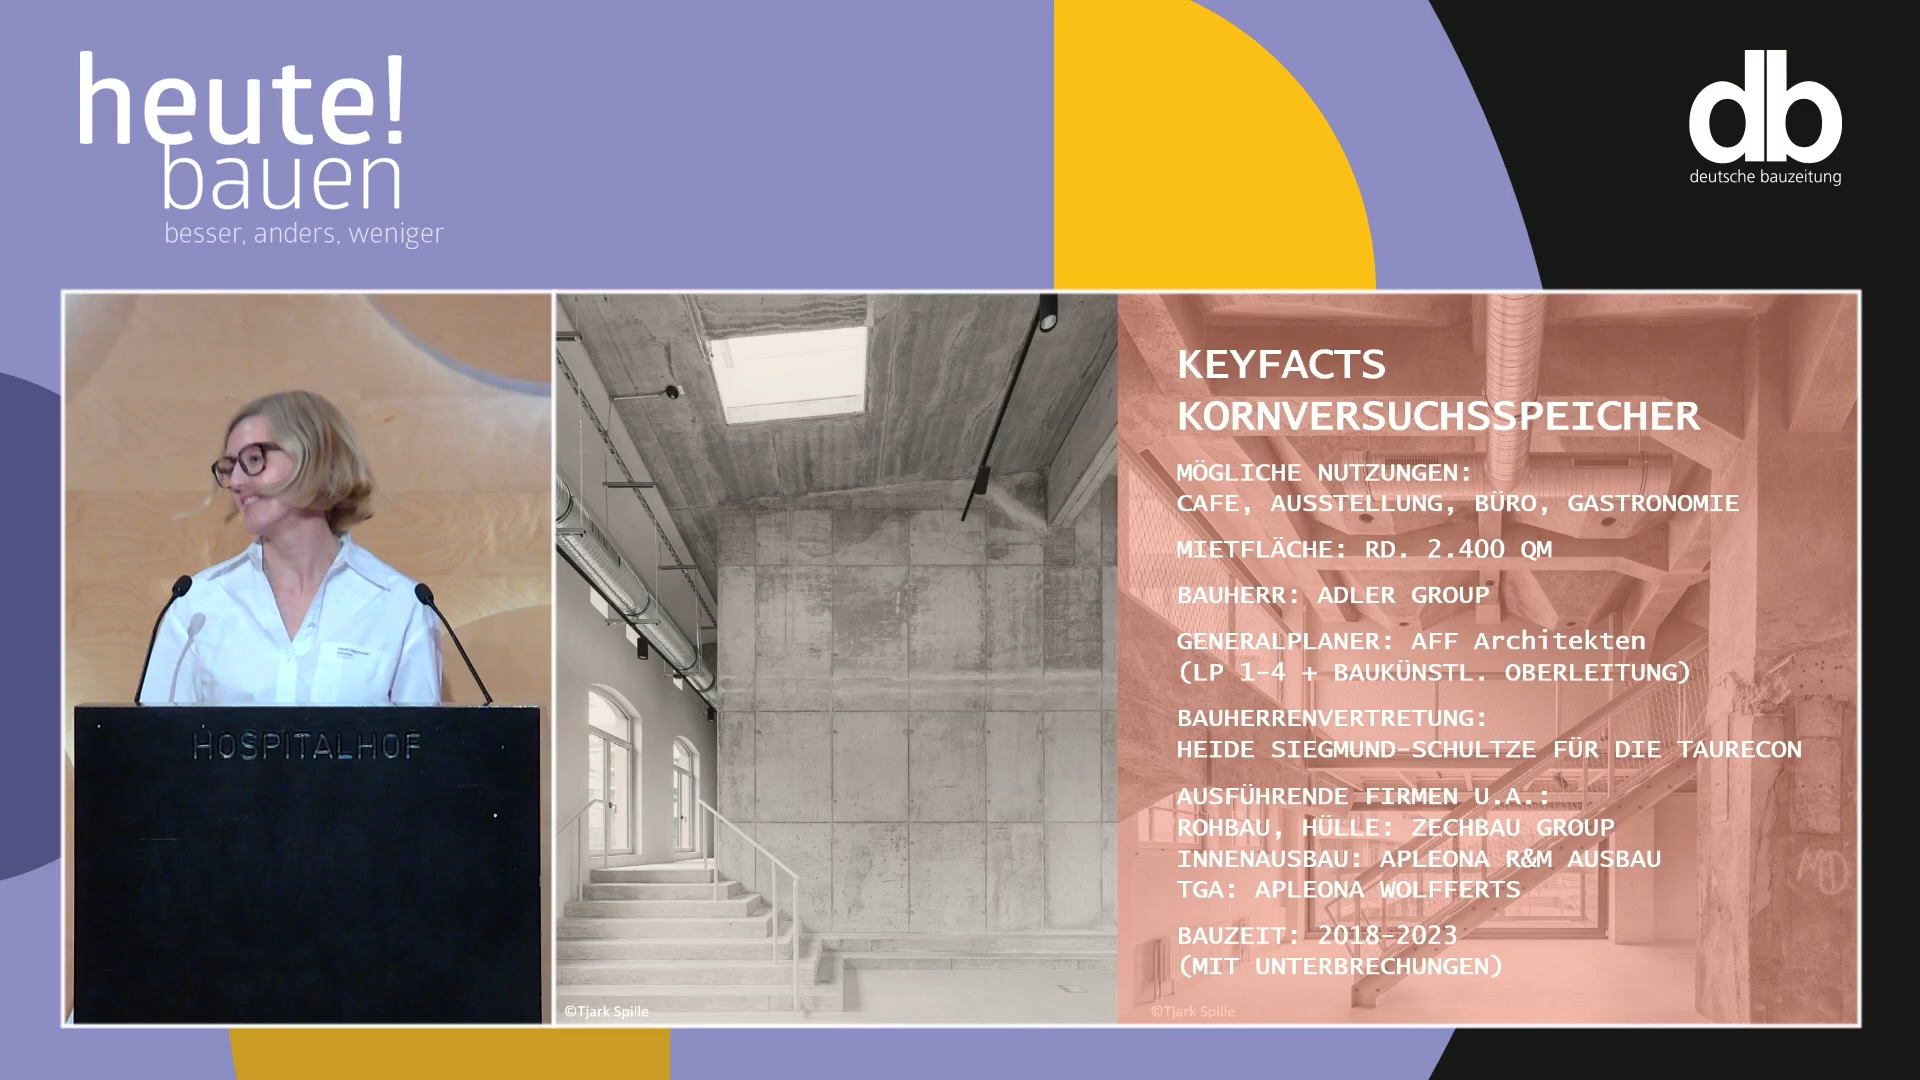 heute!
bauen
besser, anders, weniger
db
deutsche bauzeitung
HOSPITALHOF
©Tjark Spille
KEYFACTS
KORNVERSUCHSSPEICHER
MÖGLICHE NUTZUNGEN:
CAFE, AUSSTELLUNG, BÜRO, GASTRONOMIE
MIETFLÄCHE: RD. 2.400 QM
BAUHERR: ADLER GROUP
GENERALPLANER: AFF Architekten
(LP 1-4 + BAUKÜNSTL. OBERLEITUNG)
BAUHERRENVERTRETUNG:
HEIDE SIEGMUND-SCHULTZE FÜR DIE TAURECON
AUSFÜHRENDE FIRMEN U.A.:
ROHBAU, HÜLLE: ZECHBAU GROUP
INNENAUSBAU: APLEONA R&M AUSBAU
TGA: APLEONA WOLFFERTS
BAUZEIT: 2018-2023
(MIT UNTERBRECHUNGEN)
©Tjark Spille
MD